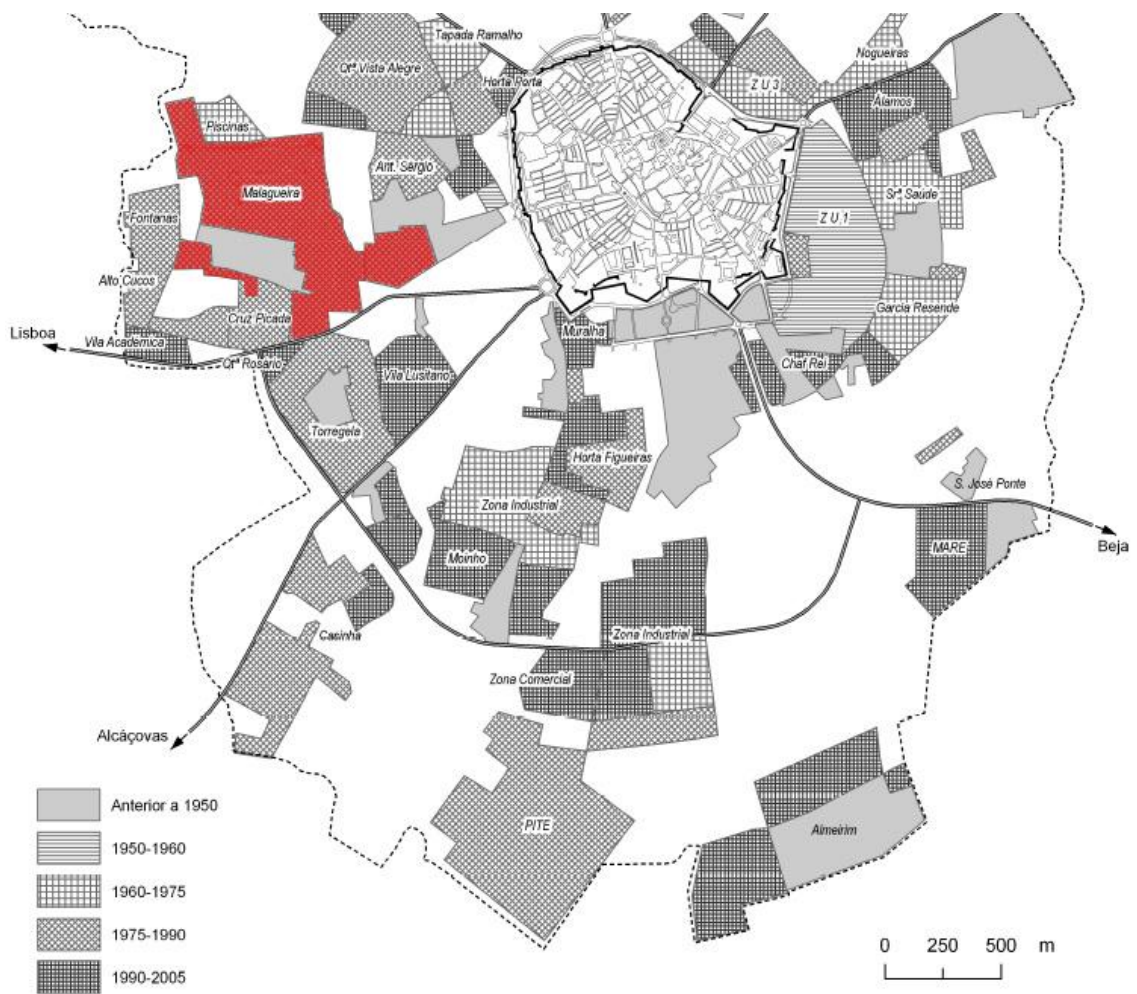 Tapada Ramalho
Qtª Vista Alegre
Horta Porta
Nogueiras
Z U 3
Álamos
Piscinas
Ant. Sérgio
Malagueira
Srª Saúde
Fontanas
Z U 1
Alto Cucos
Cruz Picada
Garcia Resende
Lisboa
Vila Academica
Muralha
Qtª Rosário
Chaf Rei
Vila Lusitano
Torregela
Horta Figueiras
S. José Ponte
Zona Industrial
Beja
Moinho
MARE
Casinha
Zona Industrial
Zona Comercial
Alcáçovas
PITE
Almeirim
Anterior a 1950
1950-1960
1960-1975
1975-1990
1990-2005
0 250 500 m